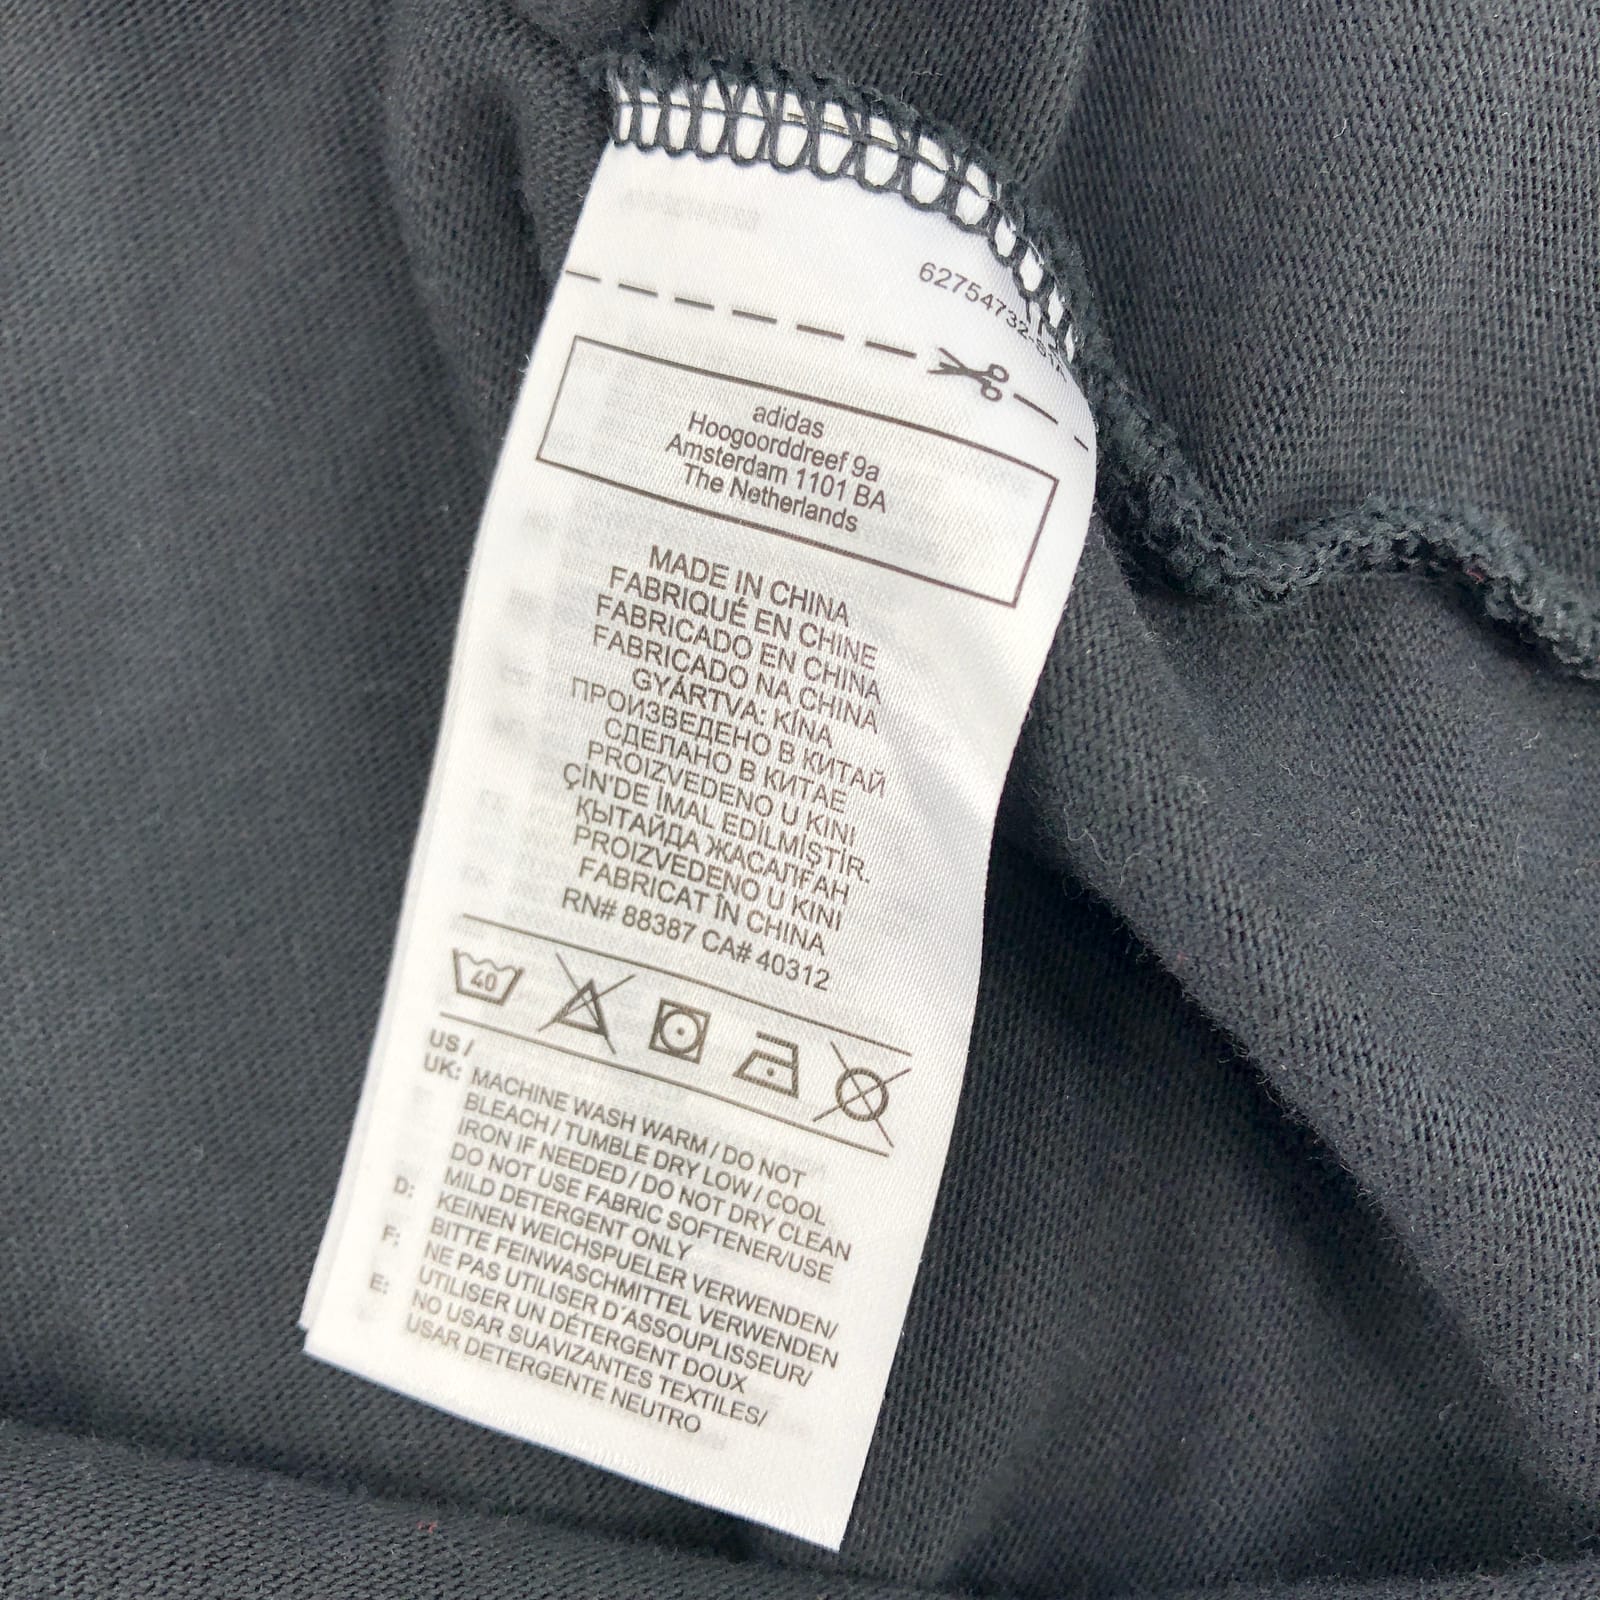 62754732
adidas
Hoogoorddreef 9a
Amsterdam 1101 BA
The Netherlands
MADE IN CHINA
FABRIQUÉ EN CHINE
FABRICADO EN CHINA
FABRICADO NA CHINA
GYÁRTVA: KÍNA
ПРОИЗВЕДЕНО В КИТАЙ
СДЕЛАНО В КИТАЕ
PROIZVEDENO U KINI
ÇİN'DE İMAL EDİLMİŞTİR.
ҚЫТАЙДА ЖАСАЛҒАН
PROIZVEDENO U KINI
FABRICAT ÎN CHINA
RN# 88387 CA# 40312
40
US /
UK: MACHINE WASH WARM / DO NOT
BLEACH / TUMBLE DRY LOW / COOL
IRON IF NEEDED / DO NOT DRY CLEAN
DO NOT USE FABRIC SOFTENER/USE
MILD DETERGENT ONLY
D: KEINEN WEICHSPUELER VERWENDEN/
BITTE FEINWASCHMITTEL VERWENDEN
F: NE PAS UTILISER D´ASSOUPLISSEUR/
UTILISER UN DÉTERGENT DOUX
E: NO USAR SUAVIZANTES TEXTILES/
USAR DETERGENTE NEUTRO